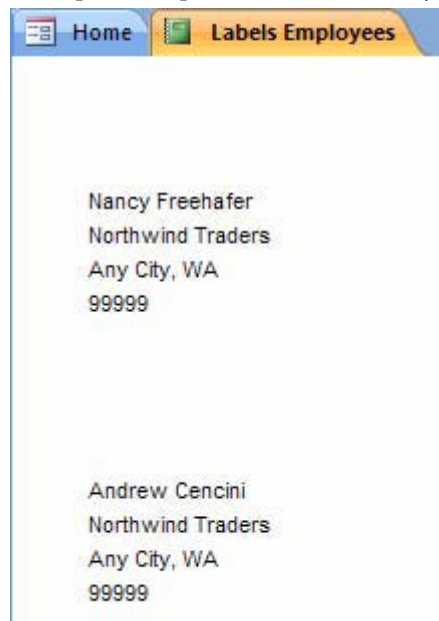 Home Labels Employees
Nancy Freehafer
Northwind Traders
Any City, WA
99999
Andrew Cencini
Northwind Traders
Any City, WA
99999